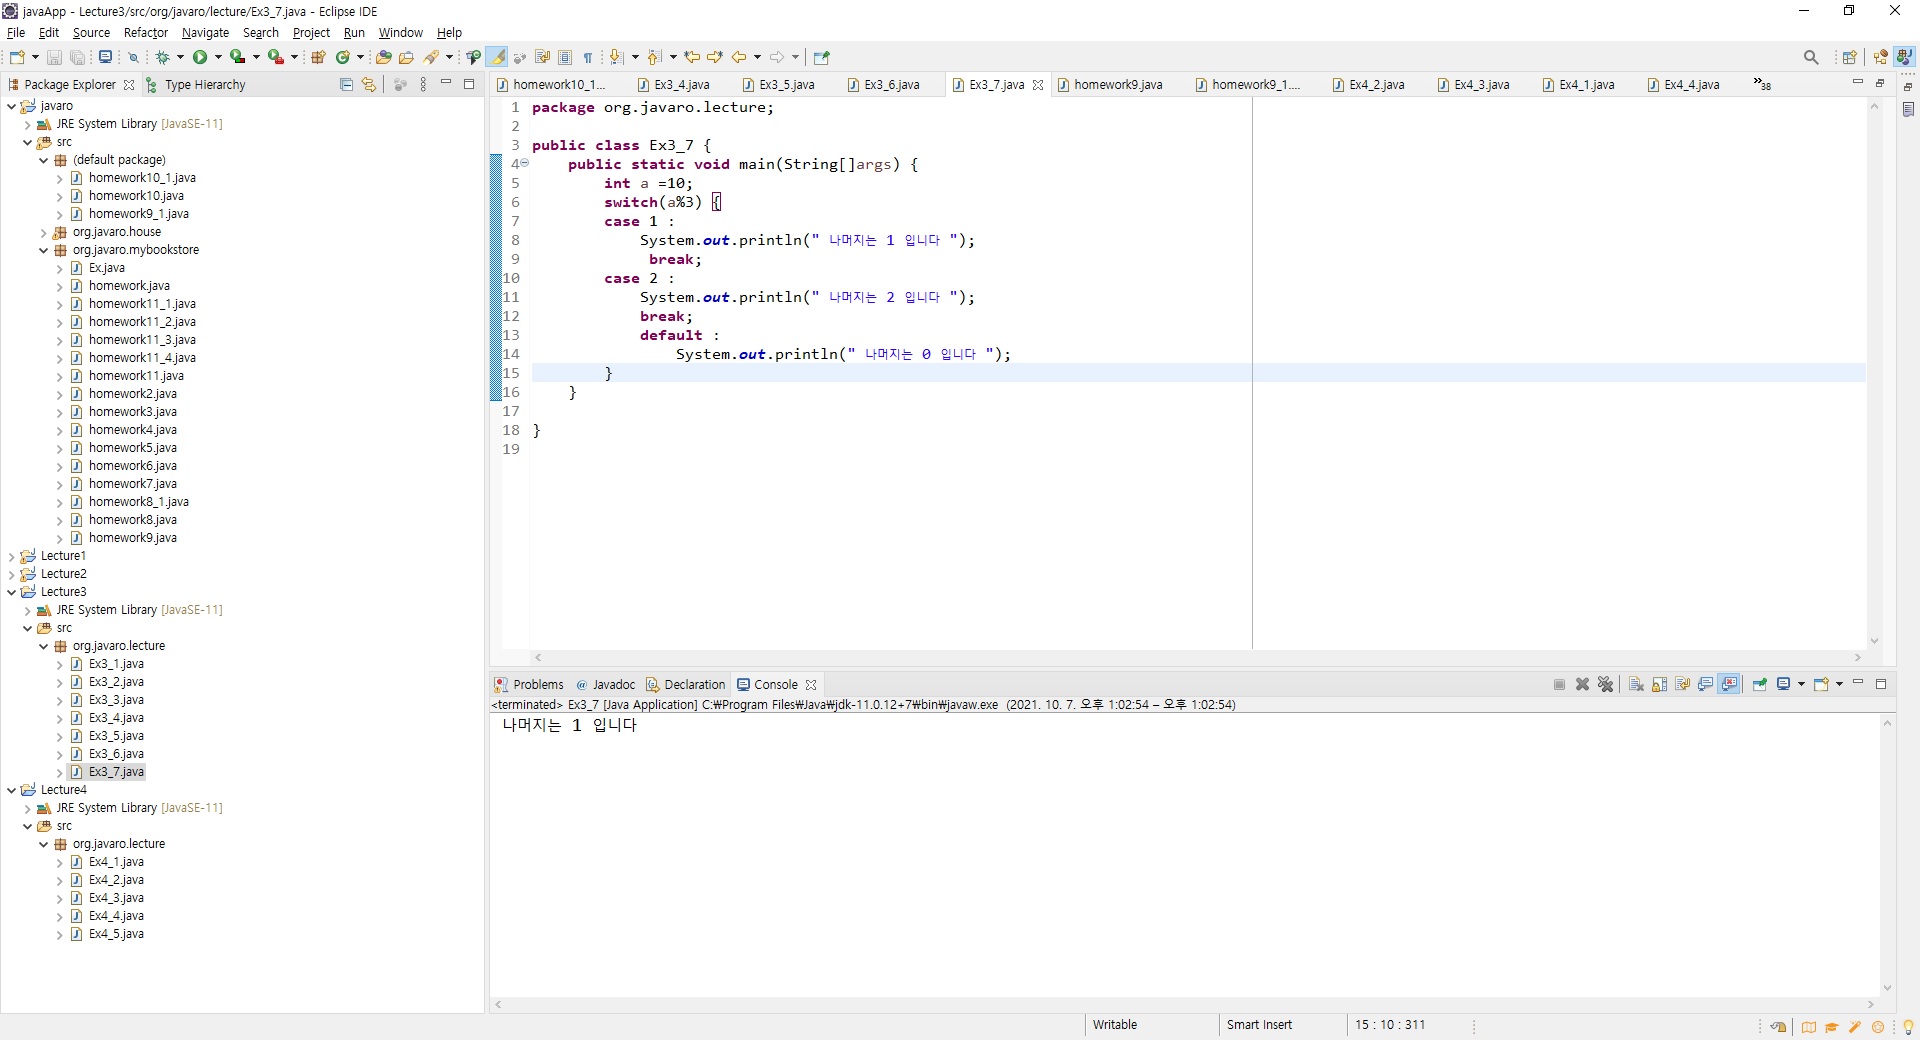 javaApp - Lecture3/src/org/javaro/lecture/Ex3_7.java - Eclipse IDE
File Edit Source Refactor Navigate Search Project Run Window Help
Package Explorer Type Hierarchy
javaro
JRE System Library [JavaSE-11]
src
(default package)
homework10_1.java
homework10.java
homework9_1.java
org.javaro.house
org.javaro.mybookstore
Ex.java
homework.java
homework11_1.java
homework11_2.java
homework11_3.java
homework11_4.java
homework11.java
homework2.java
homework3.java
homework4.java
homework5.java
homework6.java
homework7.java
homework8_1.java
homework8.java
homework9.java
Lecture1
Lecture2
Lecture3
JRE System Library [JavaSE-11]
src
org.javaro.lecture
Ex3_1.java
Ex3_2.java
Ex3_3.java
Ex3_4.java
Ex3_5.java
Ex3_6.java
Ex3_7.java
Lecture4
JRE System Library [JavaSE-11]
src
org.javaro.lecture
Ex4_1.java
Ex4_2.java
Ex4_3.java
Ex4_4.java
Ex4_5.java
homework10_1... Ex3_4.java Ex3_5.java Ex3_6.java Ex3_7.java homework9.java homework9_1.... Ex4_2.java Ex4_3.java Ex4_1.java Ex4_4.java »38
1 package org.javaro.lecture;
2
3 public class Ex3_7 {
4 public static void main(String[]args) {
5 int a =10;
6 switch(a%3) {
7 case 1 :
8 System.out.println(" 나머지는 1 입니다 ");
9 break;
10 case 2 :
11 System.out.println(" 나머지는 2 입니다 ");
12 break;
13 default :
14 System.out.println(" 나머지는 0 입니다 ");
15 }
16 }
17
18 }
19
Problems @ Javadoc Declaration Console
<terminated> Ex3_7 [Java Application] C:₩Program Files₩Java₩jdk-11.0.12+7₩bin₩javaw.exe (2021. 10. 7. 오후 1:02:54 – 오후 1:02:54)
나머지는 1 입니다
Writable Smart Insert 15 : 10 : 311